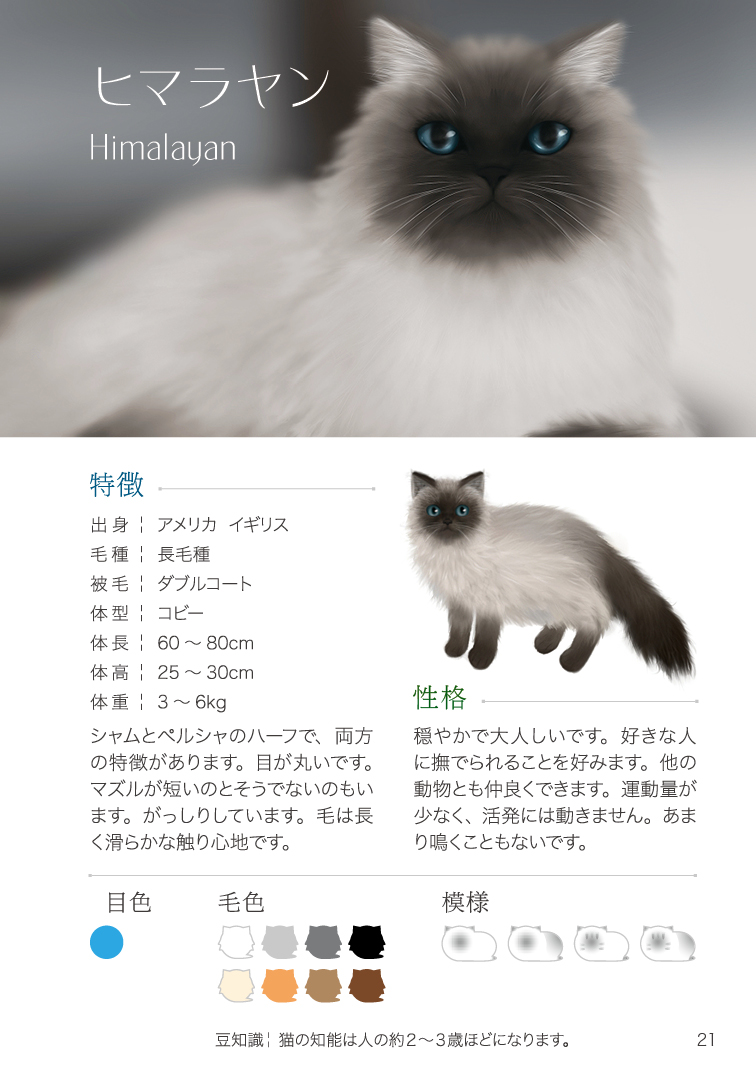 ヒマラヤン
Himalayan
特徴
出身 ¦ アメリカ イギリス
毛種 ¦ 長毛種
被毛 ¦ ダブルコート
体型 ¦ コビー
体長 ¦ 60 ～ 80cm
体高 ¦ 25 ～ 30cm
体重 ¦ 3 ～ 6kg
シャムとペルシャのハーフで、両方
の特徴があります。目が丸いです。
マズルが短いのとそうでないのもい
ます。がっしりしています。毛は長
く滑らかな触り心地です。
性格
穏やかで大人しいです。好きな人
に撫でられることを好みます。他の
動物とも仲良くできます。運動量が
少なく、活発には動きません。あま
り鳴くこともないです。
目色
毛色
模様
豆知識¦ 猫の知能は人の約２～３歳ほどになります。
21